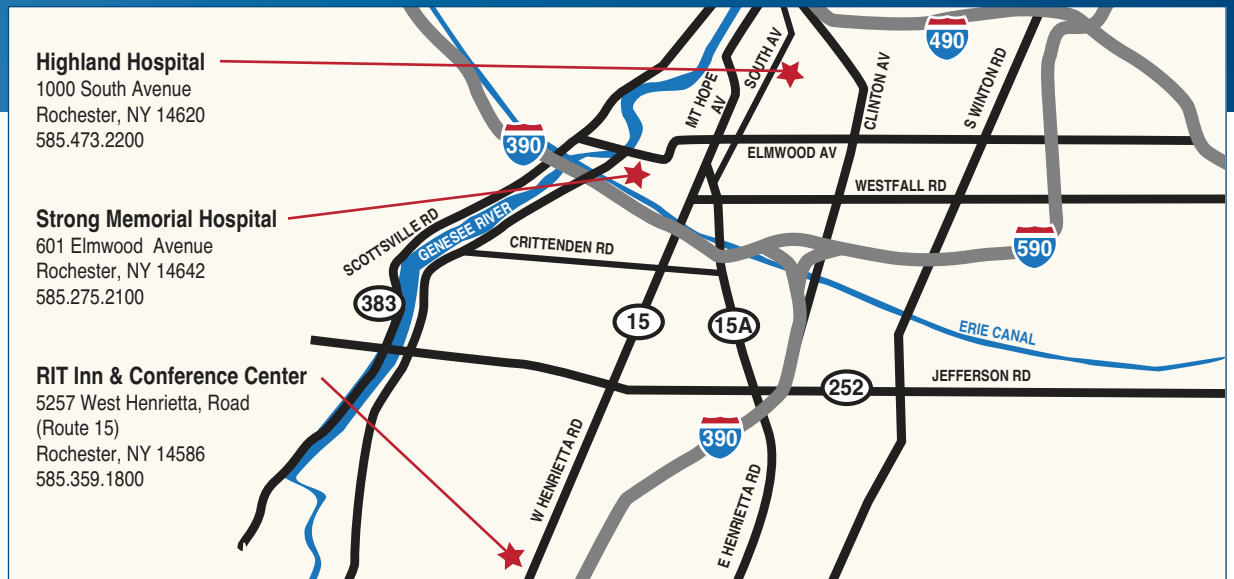 Highland Hospital
1000 South Avenue
Rochester, NY 14620
585.473.2200
Strong Memorial Hospital
601 Elmwood Avenue
Rochester, NY 14642
585.275.2100
RIT Inn & Conference Center
5257 West Henrietta, Road
(Route 15)
Rochester, NY 14586
585.359.1800
490
SOUTH AV
MT HOPE
AV
CLINTON AV
S WINTON RD
390
ELMWOOD AV
WESTFALL RD
SCOTTSVILLE RD
GENESEE RIVER
CRITTENDEN RD
590
383
15
15A
ERIE CANAL
252
JEFFERSON RD
390
W HENRIETTA RD
E HENRIETTA RD